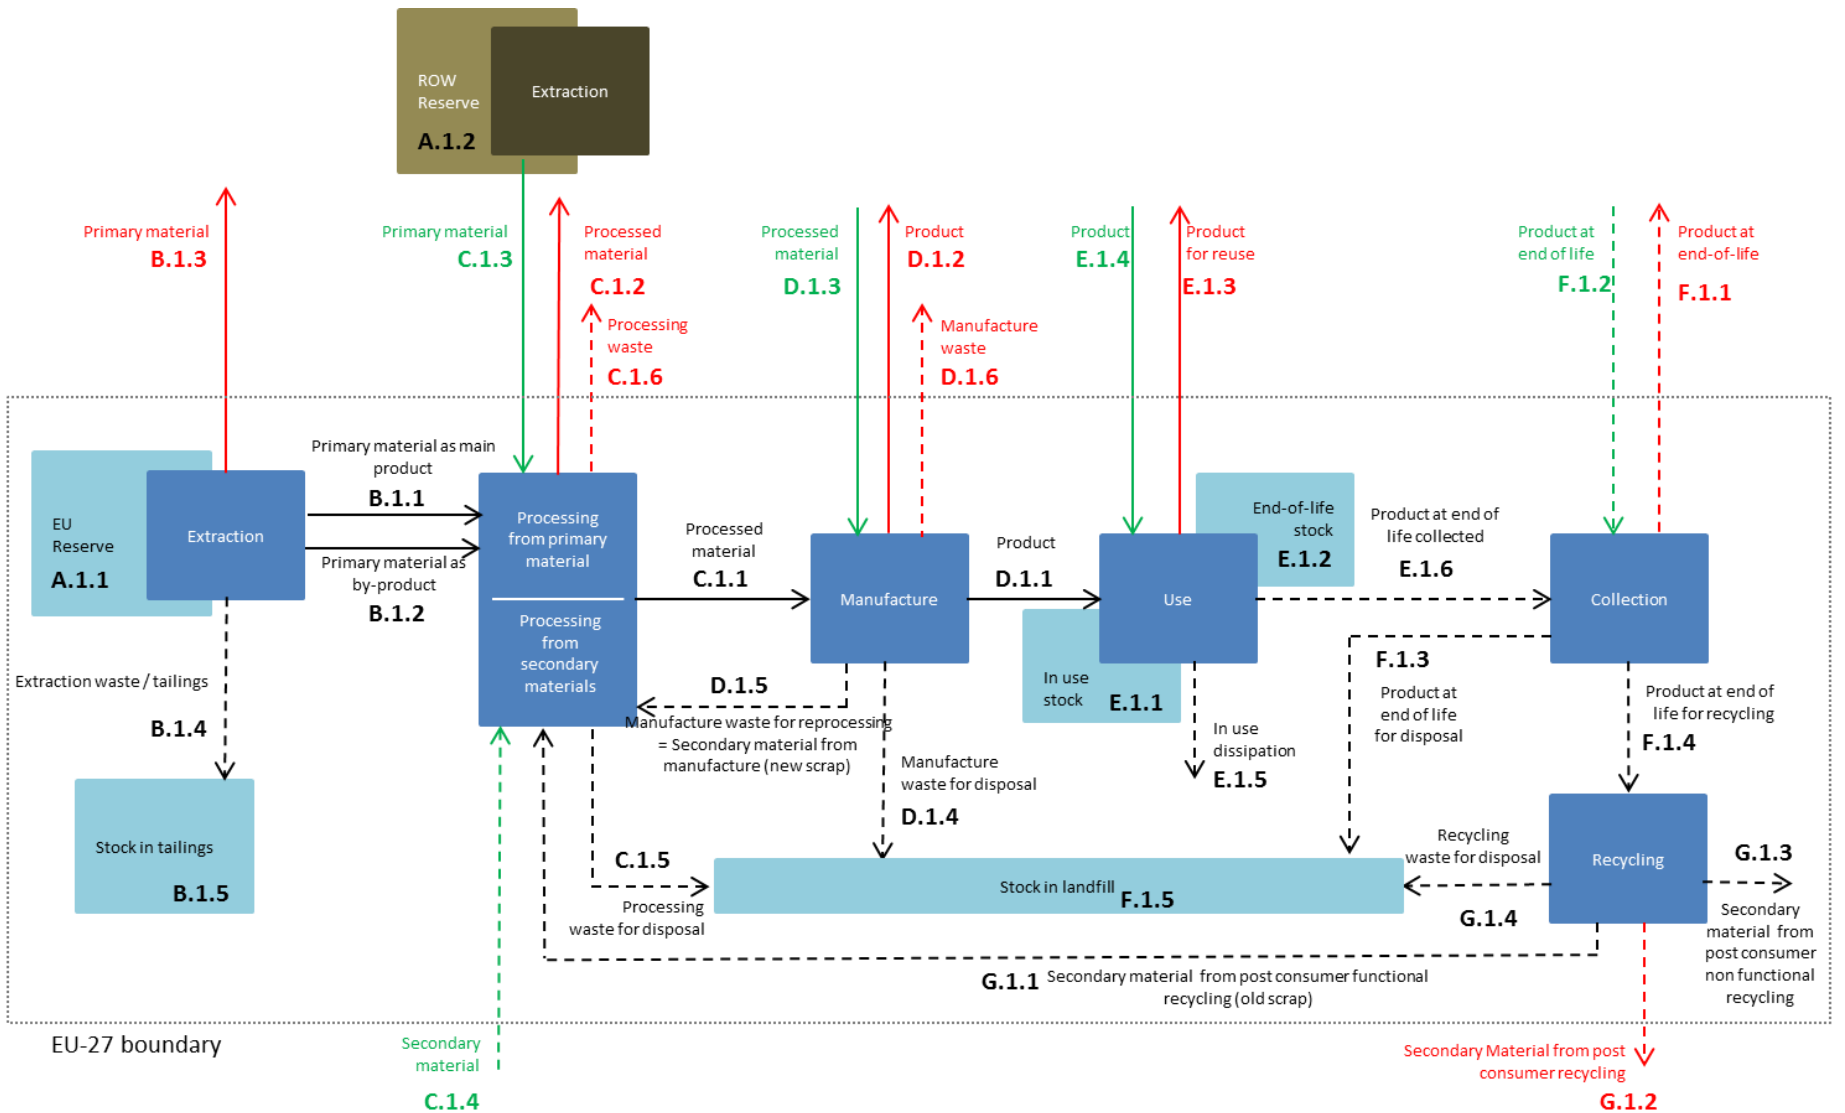 ROW
Reserve
A.1.2
Extraction
Primary material
B.1.3
Primary material
C.1.3
Processed
material
C.1.2
Processing
waste
C.1.6
Processed
material
D.1.3
Product
D.1.2
Manufacture
waste
D.1.6
Product
E.1.4
Product
for reuse
E.1.3
Product at
end of life
F.1.2
Product at
end-of-life
F.1.1
EU
Reserve
A.1.1
Extraction
Primary material as main
product
B.1.1
Primary material as
by-product
B.1.2
Extraction waste / tailings
B.1.4
Stock in tailings
B.1.5
Processing
from primary
material
Processing
from
secondary
materials
Processed
material
C.1.1
Manufacture
Product
D.1.1
Use
End-of-life
stock
E.1.2
In use
stock
E.1.1
Product at end of
life collected
E.1.6
Collection
D.1.5
Manufacture waste for reprocessing
= Secondary material from
manufacture (new scrap)
Manufacture
waste for disposal
D.1.4
In use
dissipation
E.1.5
F.1.3
Product at
end of life
for disposal
Product at end of
life for recycling
F.1.4
C.1.5
Processing
waste for disposal
Stock in landfill
F.1.5
Recycling
waste for disposal
G.1.4
Recycling
G.1.3
Secondary
material from
post consumer
non functional
recycling
G.1.1
Secondary material from post consumer functional
recycling (old scrap)
EU-27 boundary
Secondary
material
C.1.4
Secondary Material from post
consumer recycling
G.1.2